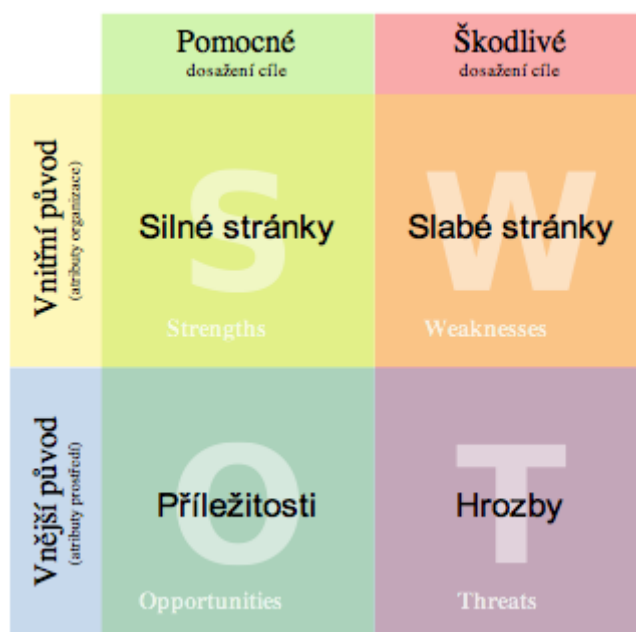 Pomocné
dosažení cíle
Škodlivé
dosažení cíle
Vnitřní původ
(atributy organizace)
S
Silné stránky
Strengths
W
Slabé stránky
Weaknesses
Vnější původ
(atributy prostředí)
O
Příležitosti
Opportunities
T
Hrozby
Threats